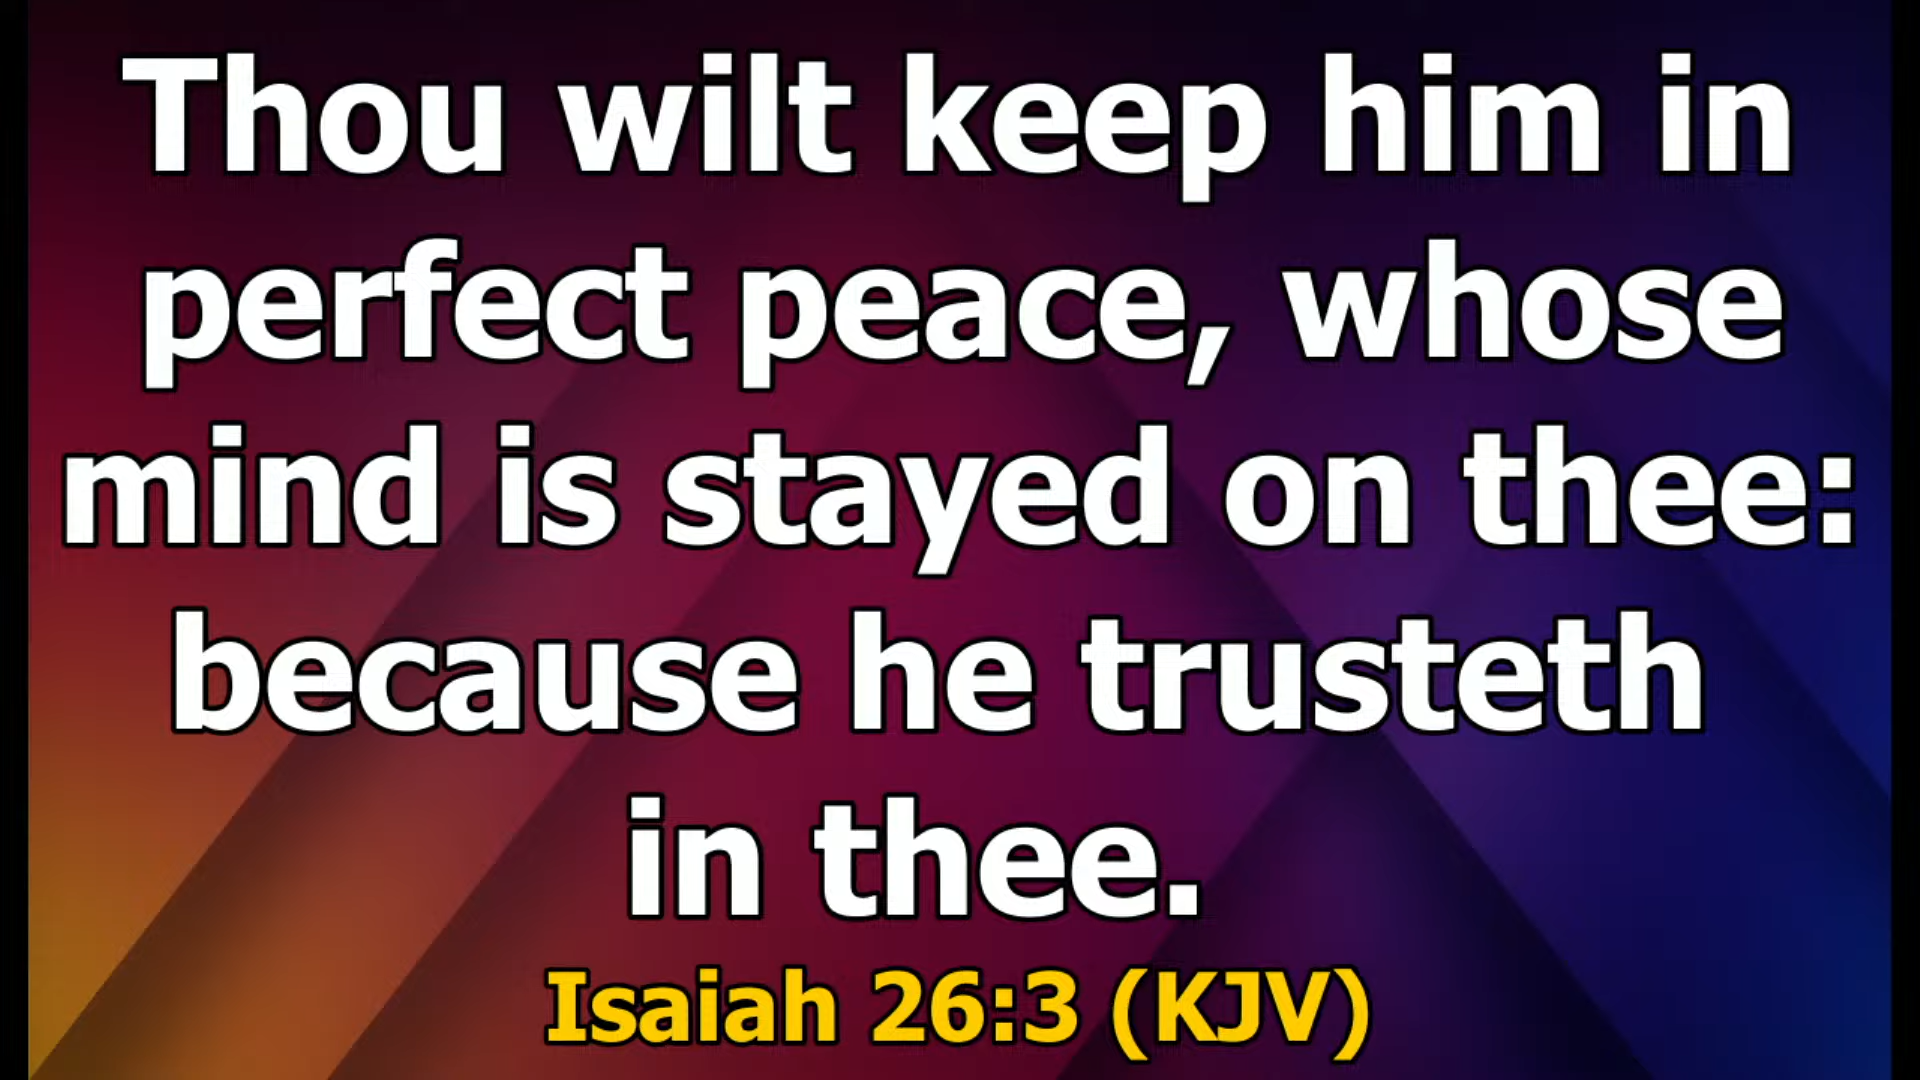 Thou wilt keep him in
perfect peace, whose
mind is stayed on thee:
because he trusteth
in thee.
Isaiah 26:3 (KJV)